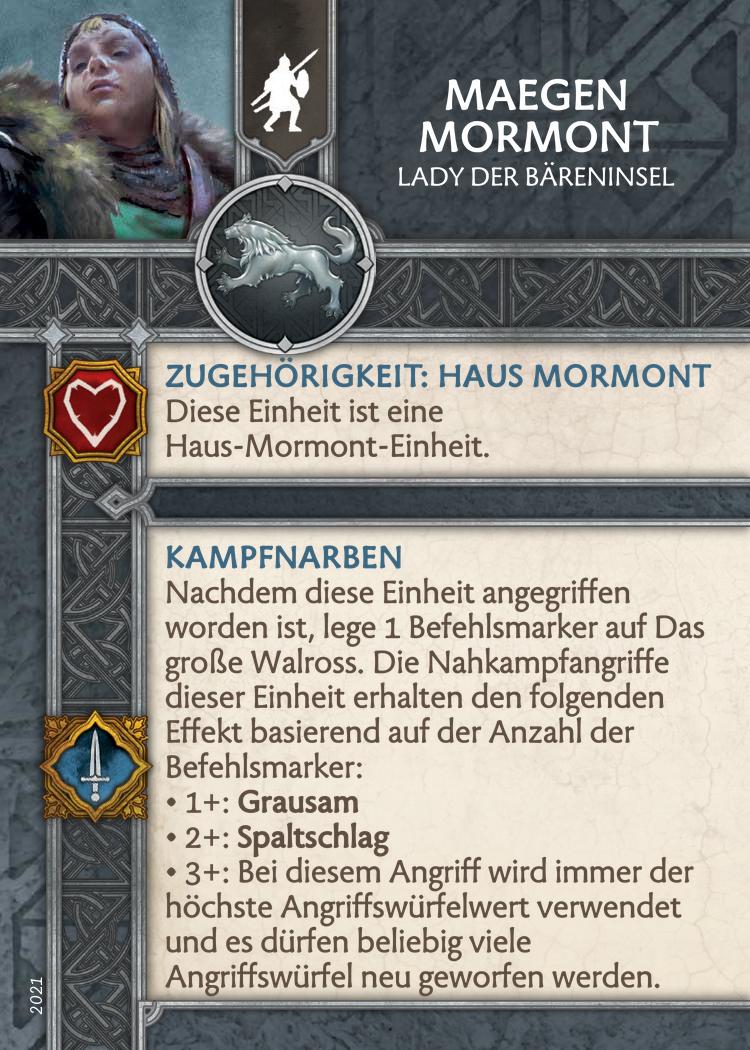 MAEGEN
MORMONT
LADY DER BÄRENINSEL
ZUGEHÖRIGKEIT: HAUS MORMONT
Diese Einheit ist eine
Haus-Mormont-Einheit.
KAMPFNARBEN
Nachdem diese Einheit angegriffen
worden ist, lege 1 Befehlsmarker auf Das
große Walross. Die Nahkampfangriffe
dieser Einheit erhalten den folgenden
Effekt basierend auf der Anzahl der
Befehlsmarker:
• 1+: Grausam
• 2+: Spaltschlag
• 3+: Bei diesem Angriff wird immer der
höchste Angriffswürfelwert verwendet
und es dürfen beliebig viele
Angriffswürfel neu geworfen werden.
2021